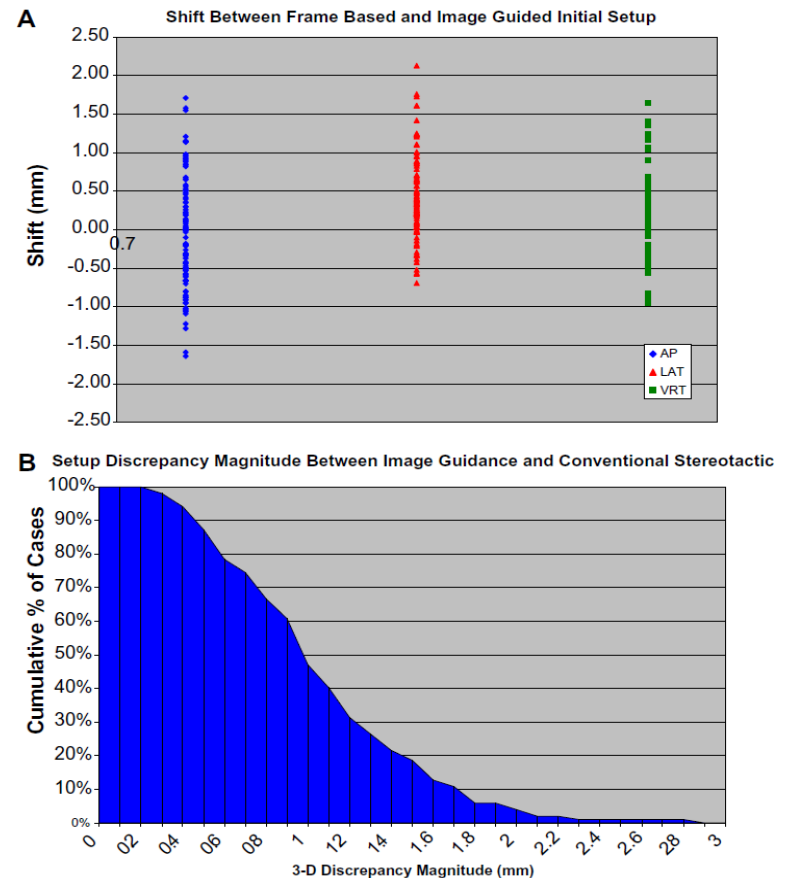 A
Shift Between Frame Based and Image Guided Initial Setup
Shift (mm)
2.50
2.00
1.50
1.00
0.50
0.00
0.7
-0.50
-1.00
-1.50
-2.00
-2.50
AP
LAT
VRT
B
Setup Discrepancy Magnitude Between Image Guidance and Conventional Stereotactic
Cumulative % of Cases
100%
90%
80%
70%
60%
50%
40%
30%
20%
10%
0%
0 02 04 06 08 1 12 14 1.6 1.8 2 2.2 2.4 2.6 28 3
3-D Discrepancy Magnitude (mm)